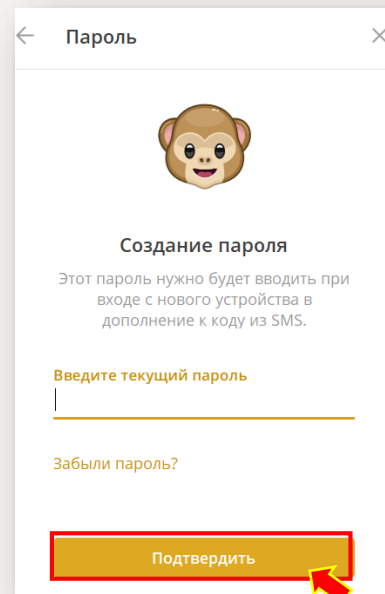 Пароль
Создание пароля
Этот пароль нужно будет вводить при
входе с нового устройства в
дополнение к коду из SMS.
Введите текущий пароль
Забыли пароль?
Подтвердить